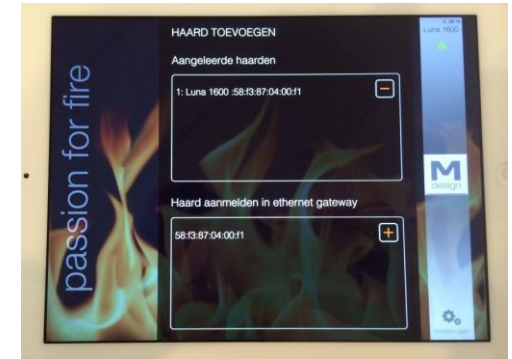 passion for fire
HAARD TOEVOEGEN
Aangeleerde haarden
1: Luna 1600 :58:f3:87:04:00:f1
Haard aanmelden in ethernet gateway
58:f3:87:04:00:f1
Luna 1600
M
design
Instellingen